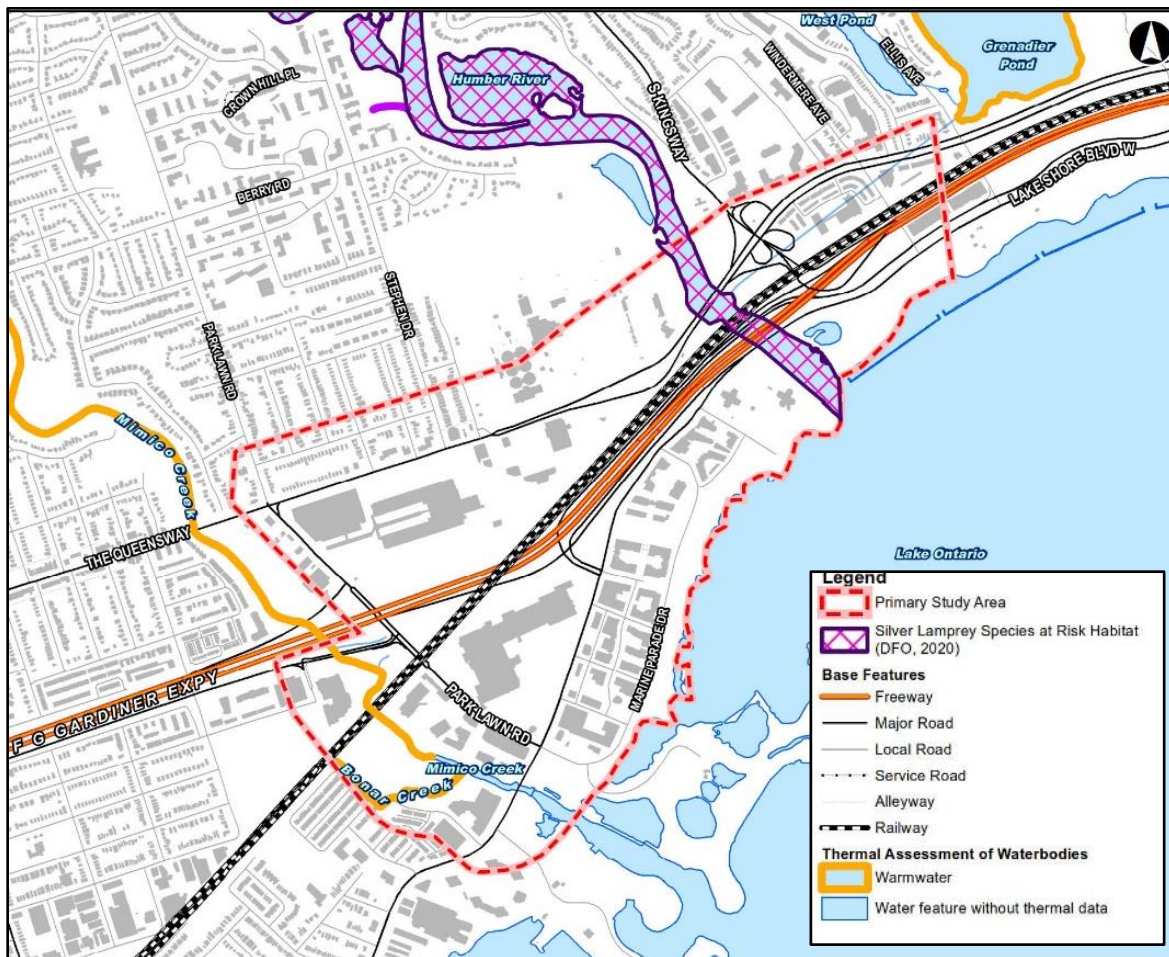 West Pond
Grenadier
Pond
ELLIS AVE
WINDERMERE AVE
Humber River
S KINGSWAY
CROWN HILL PL
LAKE SHORE BLVD W
BERRY RD
STEPHEN DR
PARK LAWN RD
Mimico Creek
THE QUEENSWAY
Lake Ontario
MARINE PARADE DR
F G GARDINER EXPY
PARK LAWN RD
Mimico Creek
Bonar Creek
Legend
Primary Study Area
Silver Lamprey Species at Risk Habitat
(DFO, 2020)
Base Features
Freeway
Major Road
Local Road
Service Road
Alleyway
Railway
Thermal Assessment of Waterbodies
Warmwater
Water feature without thermal data